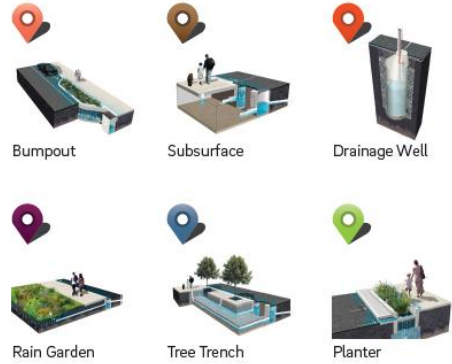 Bumpout
Subsurface
Drainage Well
Rain Garden
Tree Trench
Planter